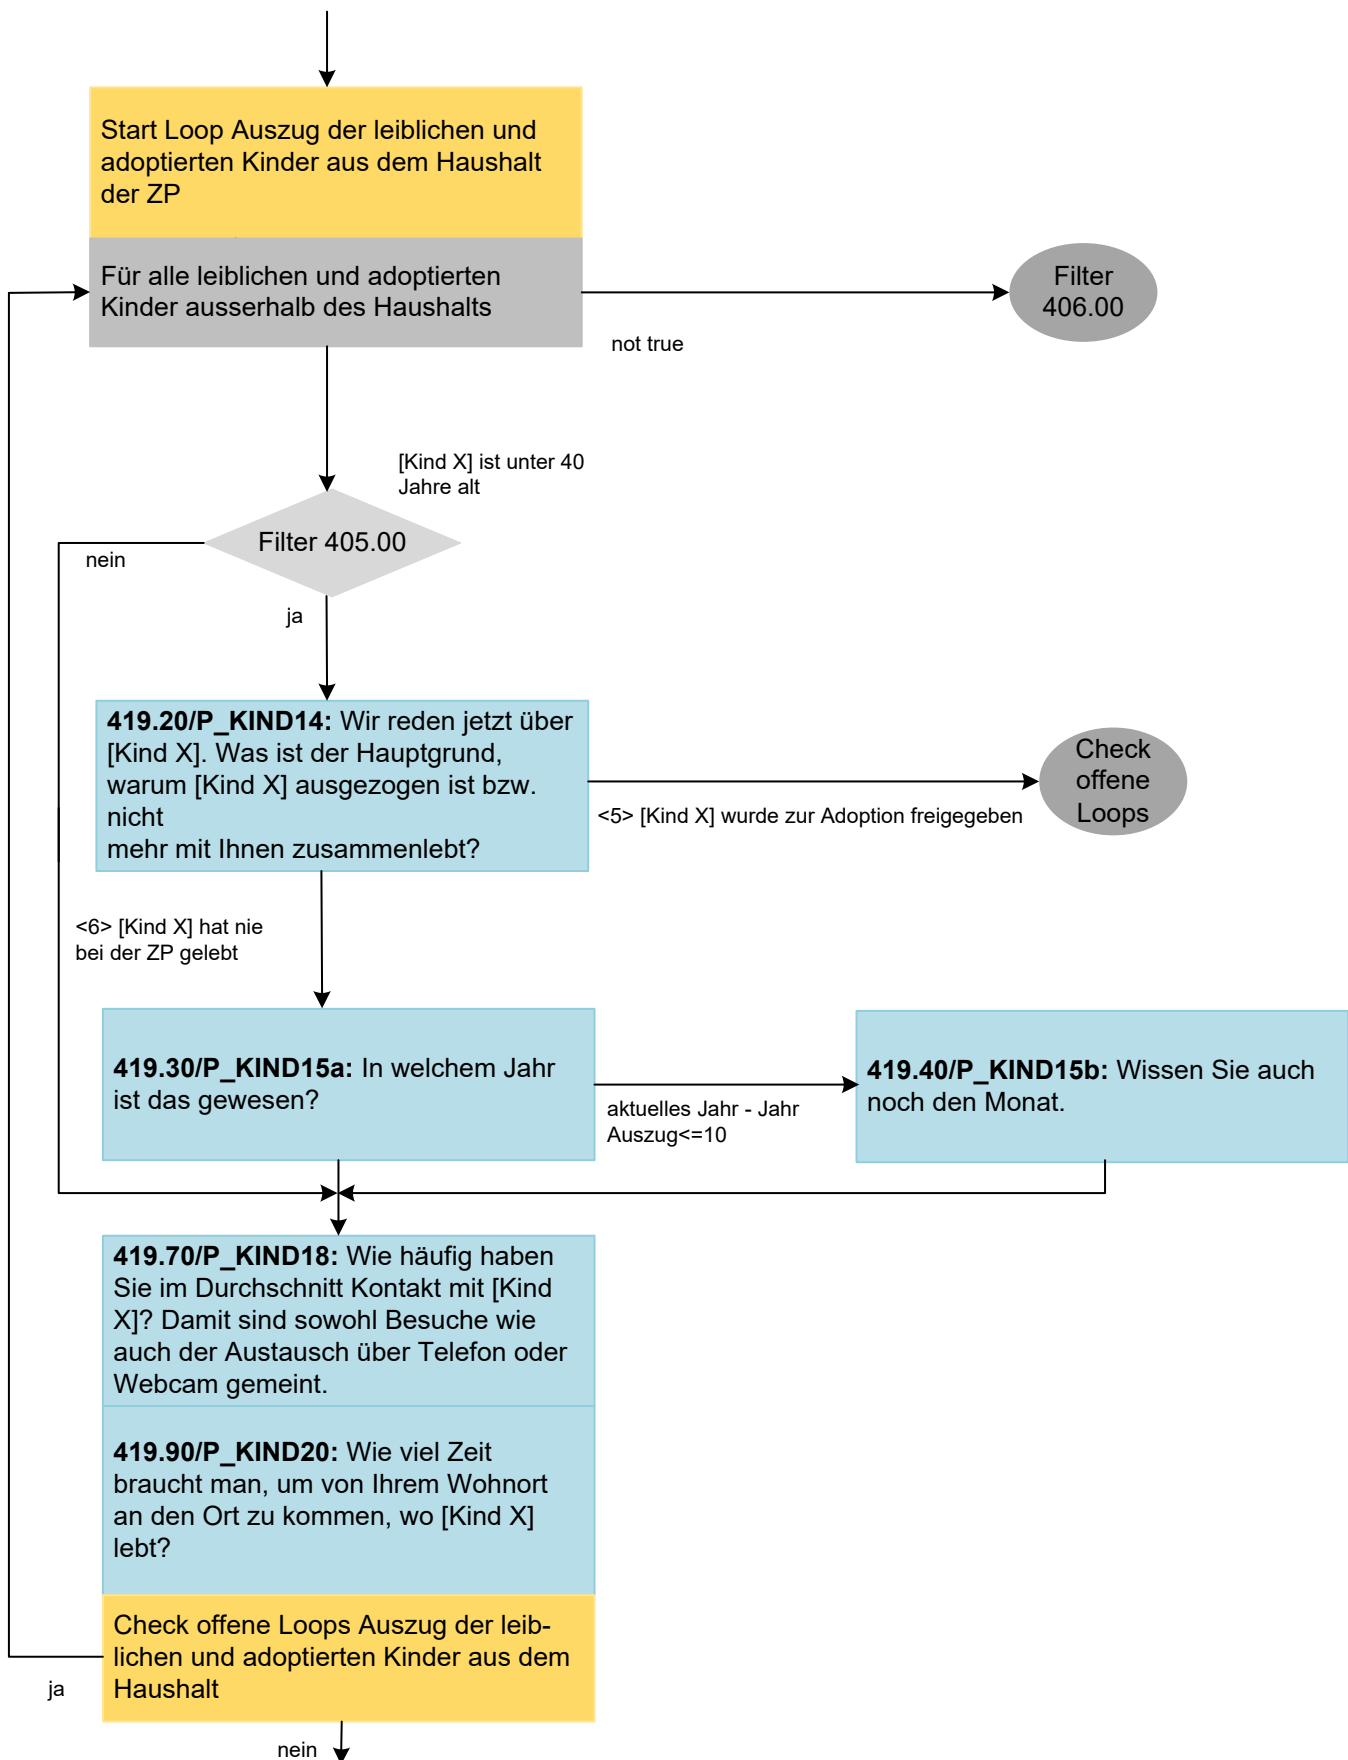 Start Loop Auszug der leiblichen und
adoptierten Kinder aus dem Haushalt
der ZP
Für alle leiblichen und adoptierten
Kinder ausserhalb des Haushalts
Filter
406.00
not true
[Kind X] ist unter 40
Jahre alt
Filter 405.00
nein
ja
419.20/P_KIND14: Wir reden jetzt über
[Kind X]. Was ist der Hauptgrund,
warum [Kind X] ausgezogen ist bzw.
nicht
mehr mit Ihnen zusammenlebt?
Check
offene
Loops
<5> [Kind X] wurde zur Adoption freigegeben
<6> [Kind X] hat nie
bei der ZP gelebt
419.30/P_KIND15a: In welchem Jahr
ist das gewesen?
aktuelles Jahr - Jahr
Auszug<=10
419.40/P_KIND15b: Wissen Sie auch
noch den Monat.
419.70/P_KIND18: Wie häufig haben
Sie im Durchschnitt Kontakt mit [Kind
X]? Damit sind sowohl Besuche wie
auch der Austausch über Telefon oder
Webcam gemeint.
419.90/P_KIND20: Wie viel Zeit
braucht man, um von Ihrem Wohnort
an den Ort zu kommen, wo [Kind X]
lebt?
Check offene Loops Auszug der leib-
lichen und adoptierten Kinder aus dem
Haushalt
ja
nein